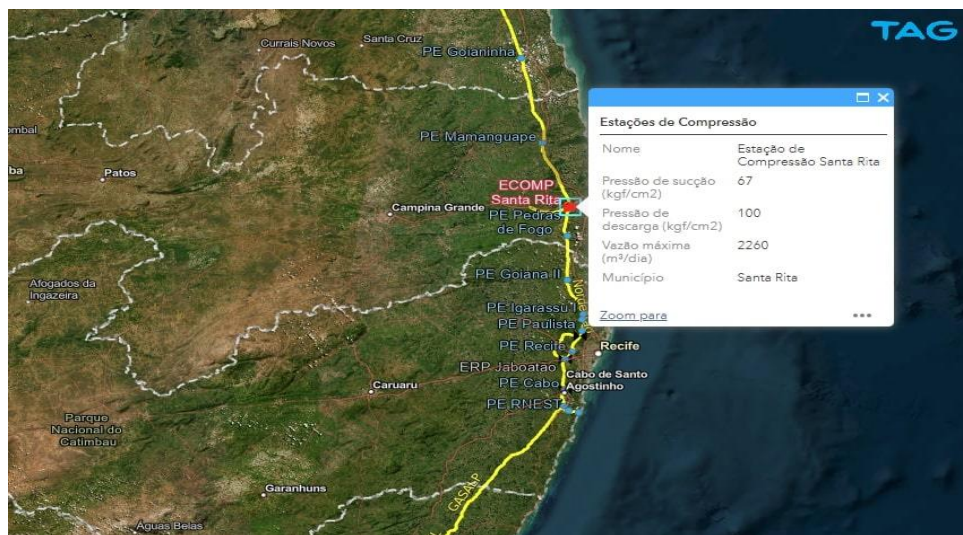 TAG
Currais Novos
Santa Cruz
PE Goianinha
PE Mamanguape
Patos
ECOMP
Santa Rita
Campina Grande
PE Pedras
de Fogo
Afogados da
Ingazeira
PE Goiana II
PE Igarassu I
PE Paulista
PE Recife
Recife
ERP Jaboatão
Cabo de Santo
Agostinho
PE Cabo
Caruaru
PE RNEST
Parque
Nacional do
Catimbau
Garanhuns
GASALP
Águas Belas
Estações de Compressão
Nome Estação de
Compressão Santa Rita
Pressão de sucção 67
(kgf/cm2)
Pressão de 100
descarga (kgf/cm2)
Vazão máxima 2260
(m³/dia)
Município Santa Rita
Zoom para